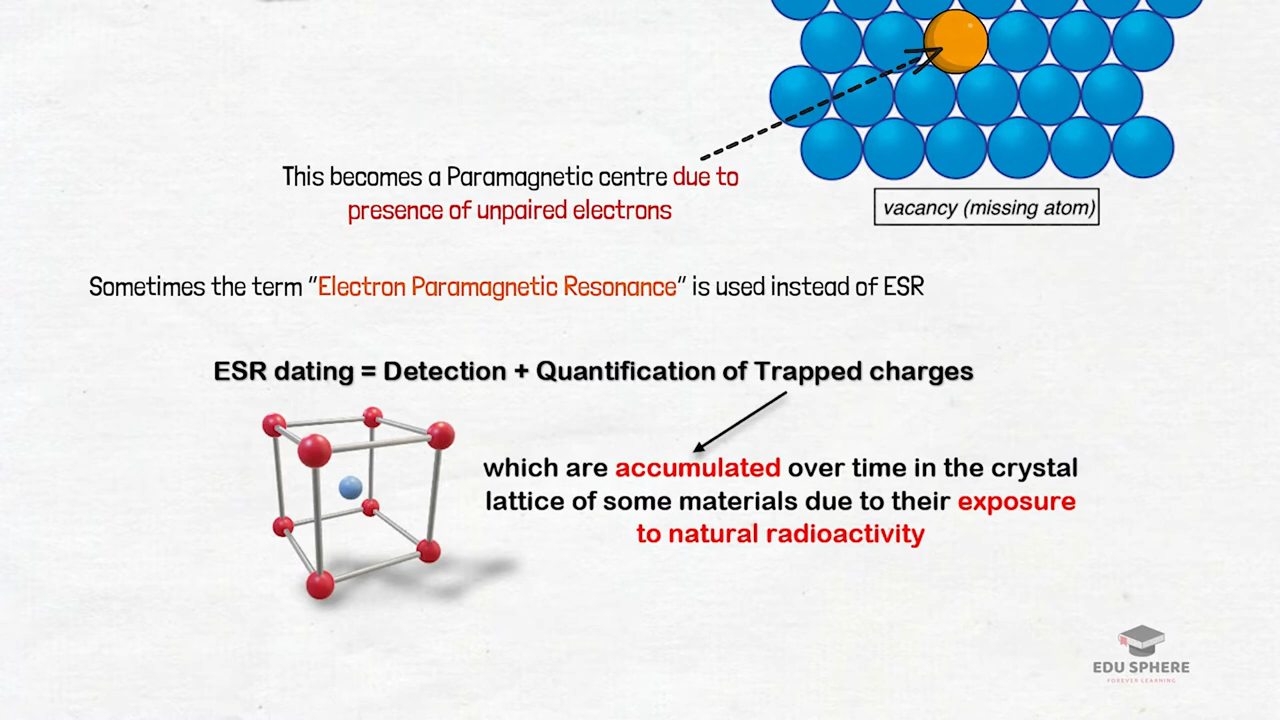 This becomes a Paramagnetic centre due to
presence of unpaired electrons
vacancy (missing atom)
Sometimes the term "Electron Paramagnetic Resonance" is used instead of ESR
ESR dating = Detection + Quantification of Trapped charges
which are accumulated over time in the crystal
lattice of some materials due to their exposure
to natural radioactivity
EDU SPHERE
FOREVER LEARNING